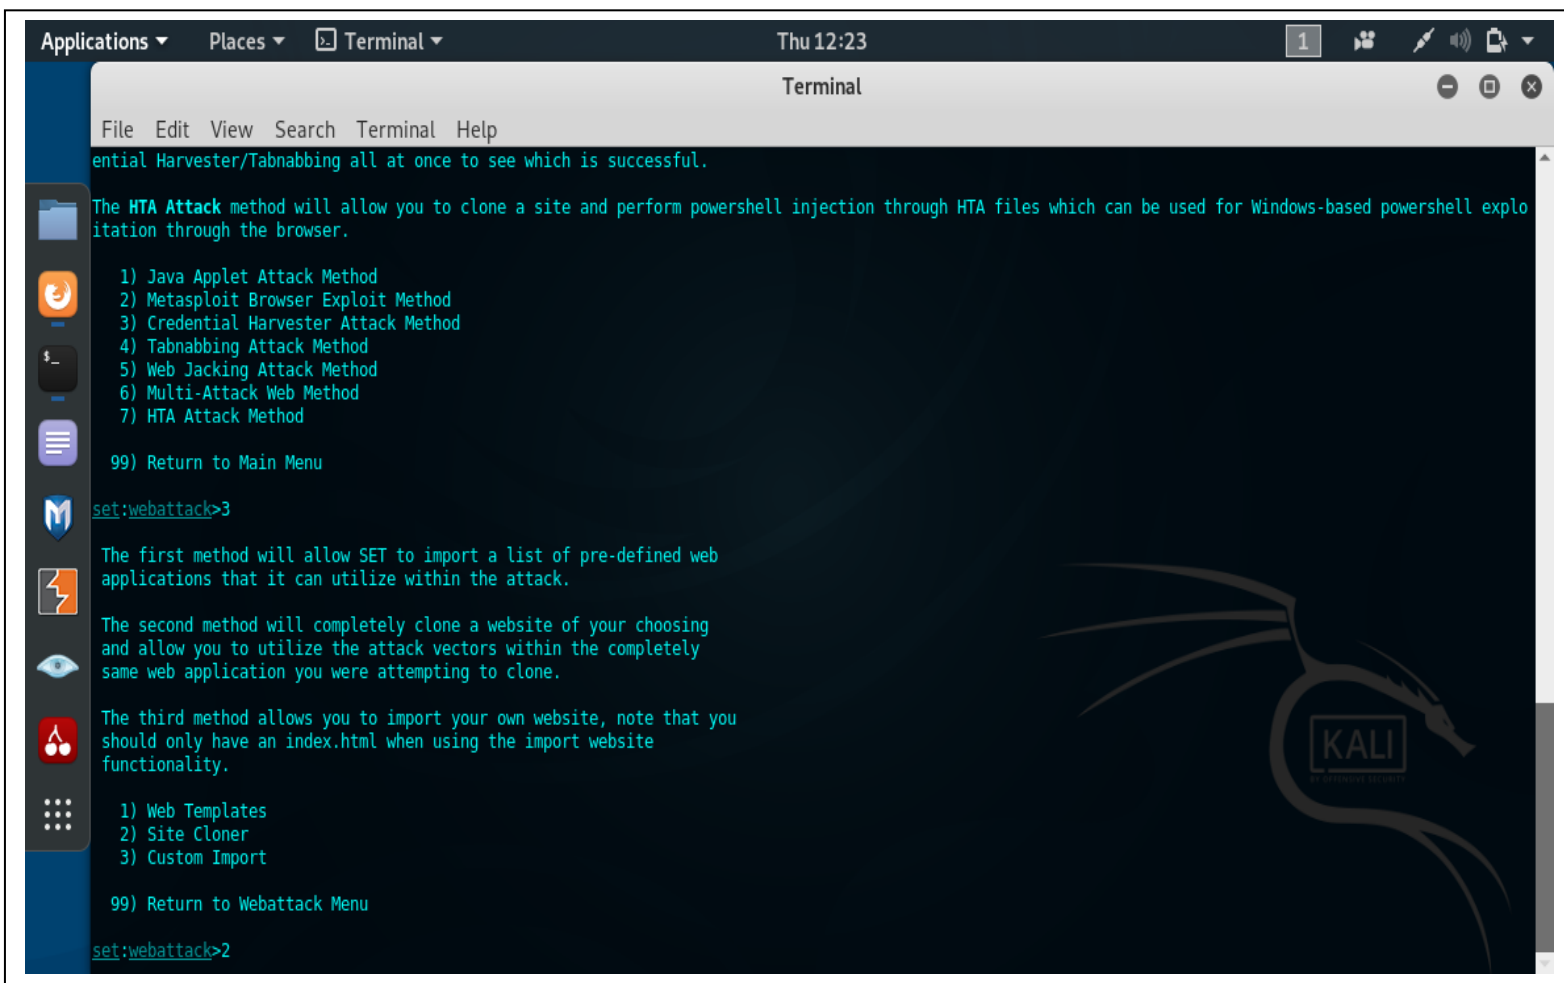 Applications Places Terminal Thu 12:23 1
Terminal
File Edit View Search Terminal Help
ential Harvester/Tabnabbing all at once to see which is successful.
The HTA Attack method will allow you to clone a site and perform powershell injection through HTA files which can be used for Windows-based powershell explo
itation through the browser.
1) Java Applet Attack Method
2) Metasploit Browser Exploit Method
3) Credential Harvester Attack Method
4) Tabnabbing Attack Method
5) Web Jacking Attack Method
6) Multi-Attack Web Method
7) HTA Attack Method
99) Return to Main Menu
set:webattack>3
The first method will allow SET to import a list of pre-defined web
applications that it can utilize within the attack.
The second method will completely clone a website of your choosing
and allow you to utilize the attack vectors within the completely
same web application you were attempting to clone.
The third method allows you to import your own website, note that you
should only have an index.html when using the import website
functionality.
1) Web Templates
2) Site Cloner
3) Custom Import
99) Return to Webattack Menu
set:webattack>2
$_
KALI
BY OFFENSIVE SECURITY